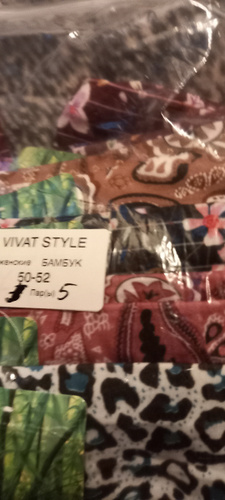 VIVAT STYLE
женские БАМБУК
50-52
Пар(ы) 5